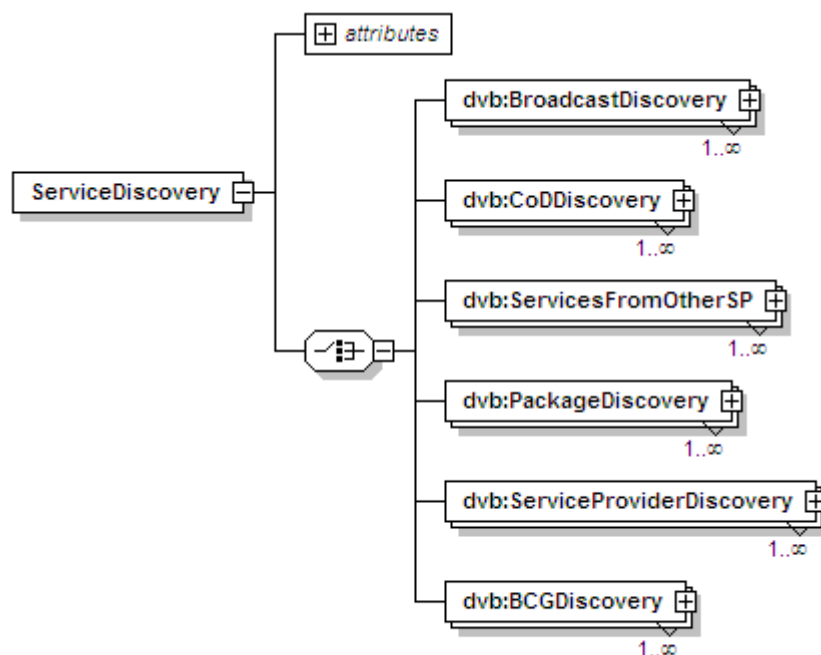 attributes
dvb:BroadcastDiscovery
1..∞
ServiceDiscovery
dvb:CoDDiscovery
1..∞
dvb:ServicesFromOtherSP
1..∞
dvb:PackageDiscovery
1..∞
dvb:ServiceProviderDiscovery
1..∞
dvb:BCGDiscovery
1..∞